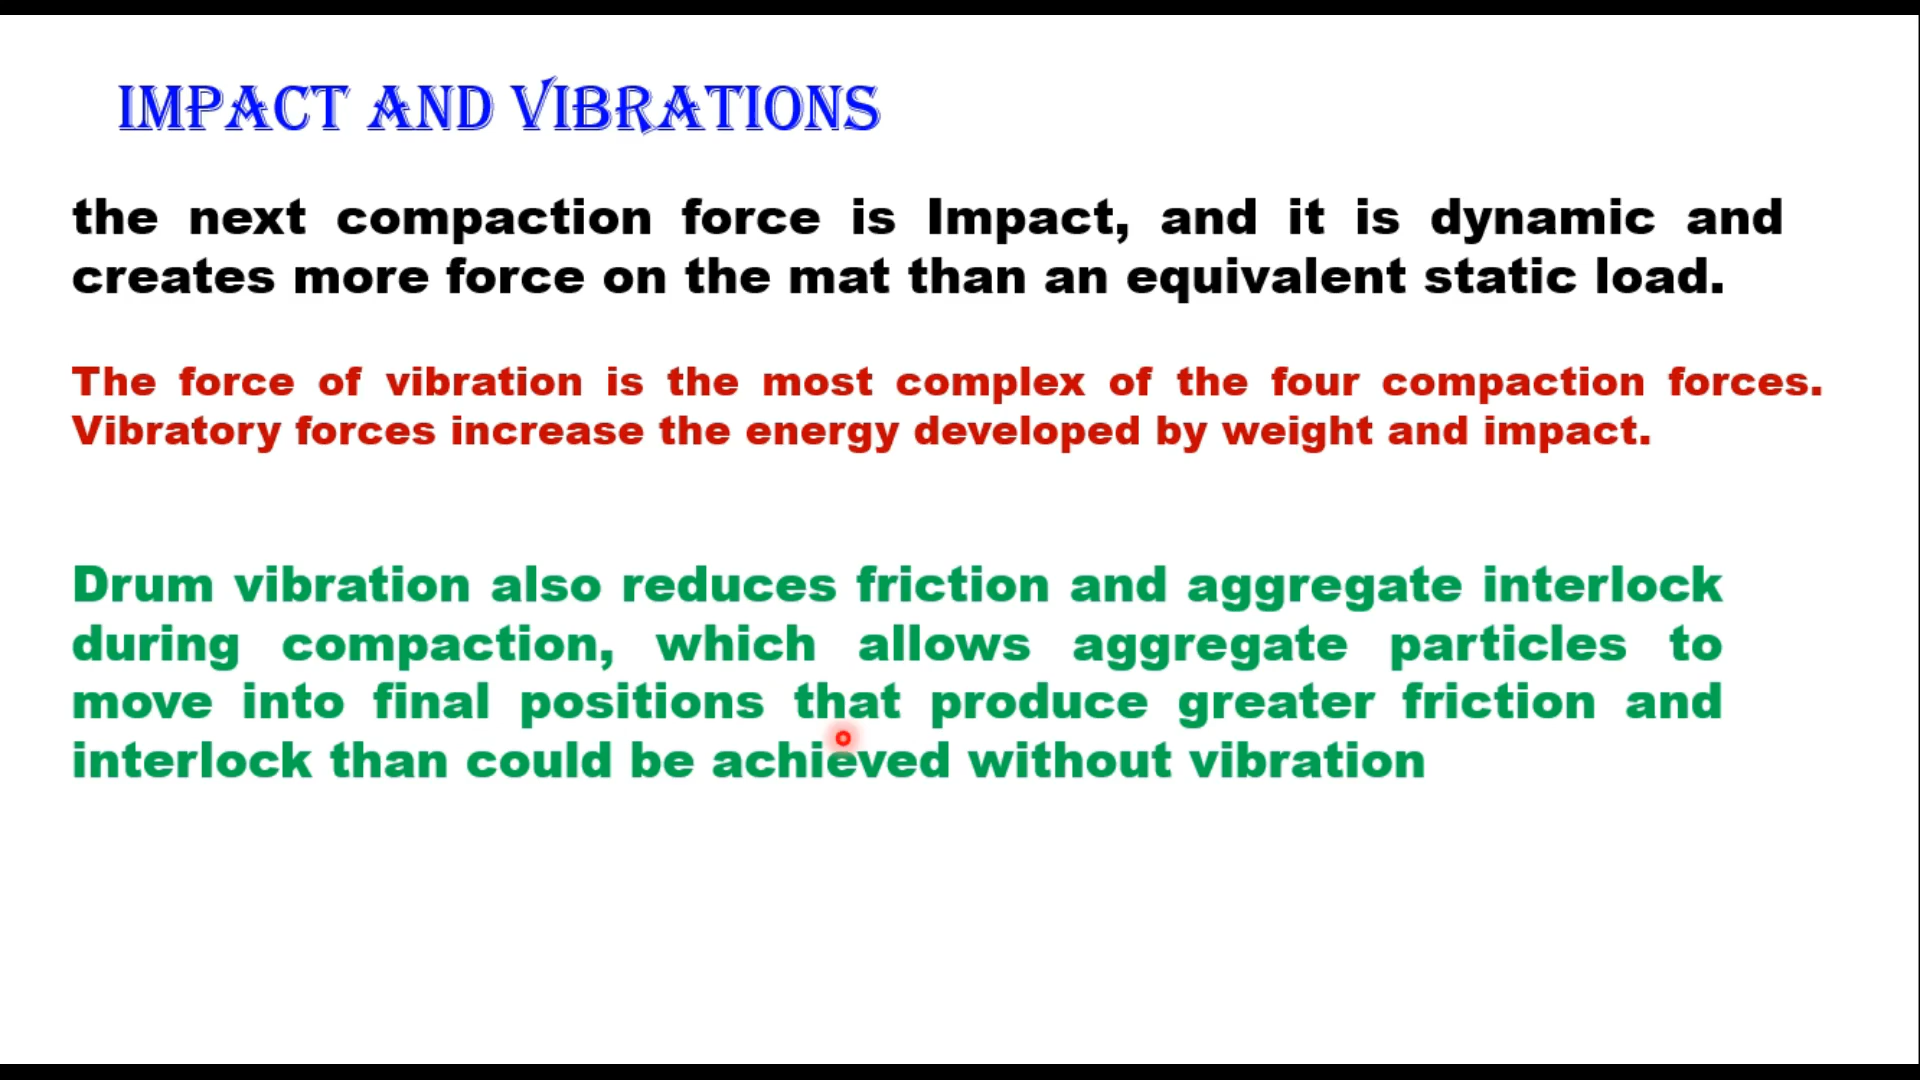 IMPACT AND VIBRATIONS
the next compaction force is Impact, and it is dynamic and
creates more force on the mat than an equivalent static load.
The force of vibration is the most complex of the four compaction forces.
Vibratory forces increase the energy developed by weight and impact.
Drum vibration also reduces friction and aggregate interlock
during compaction, which allows aggregate particles to
move into final positions that produce greater friction and
interlock than could be achieved without vibration